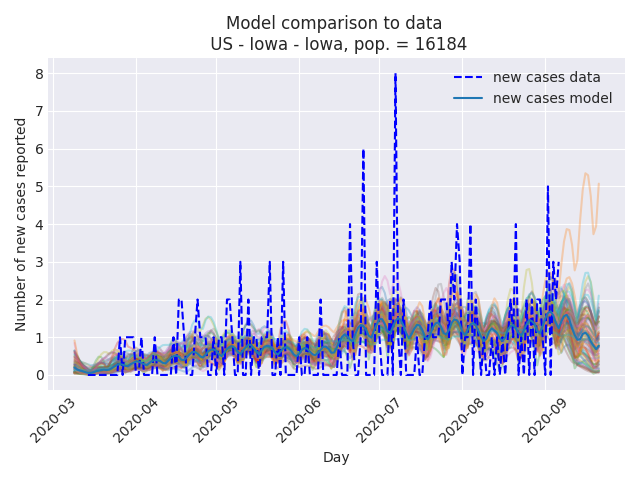 Model comparison to data
US - Iowa - Iowa, pop. = 16184
new cases data
new cases model
Number of new cases reported
8
7
6
5
4
3
2
1
0
2020-03
2020-04
2020-05
2020-06
2020-07
2020-08
2020-09
Day